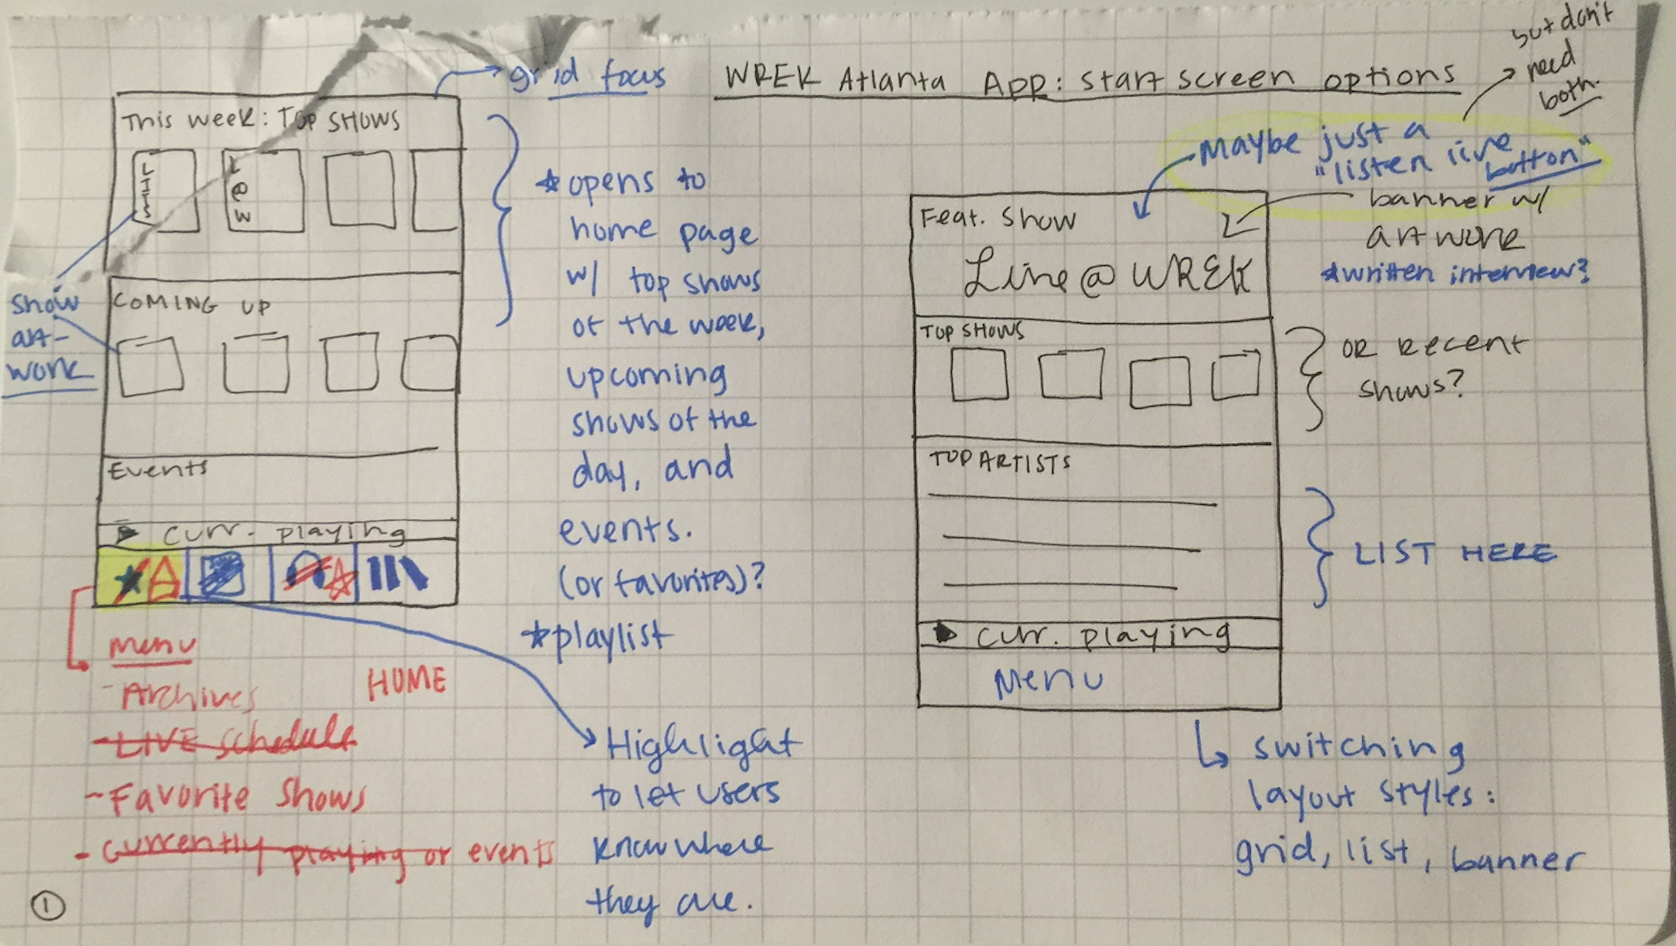 WREK Atlanta App: start screen options
grid focus
This week: TOP SHOWS
L@W
show
art-
work
COMING UP
Events
▶ curr. playing
menu
- Archives
- LIVE schedule
- Favorite shows
- currently playing or events
HOME
★ opens to
home page
w/ top shows
of the week,
upcoming
shows of the
day, and
events.
(or favorites)?
★ playlist
Highlight
to let users
know where
they are.
but don't
need
both.
Maybe just a
"listen live
button"
banner w/
artwork
★written interview?
Feat. Show
Line@WREK
TOP SHOWS
OR Recent
shows?
TOP ARTISTS
LIST HERE
▶ curr. playing
Menu
switching
layout styles:
grid, list, banner
1